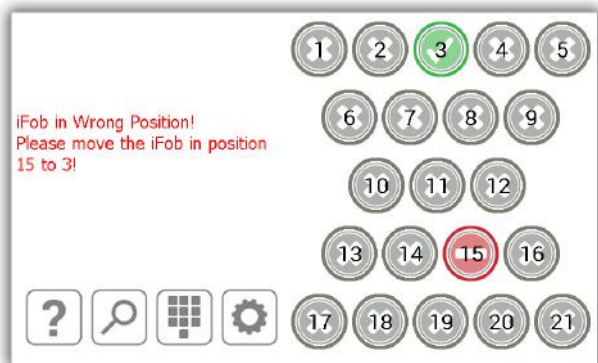 iFob in Wrong Position!
Please move the iFob in position
15 to 3!
1 2 3 4 5
6 7 8 9
10 11 12
13 14 15 16
17 18 19 20 21
?